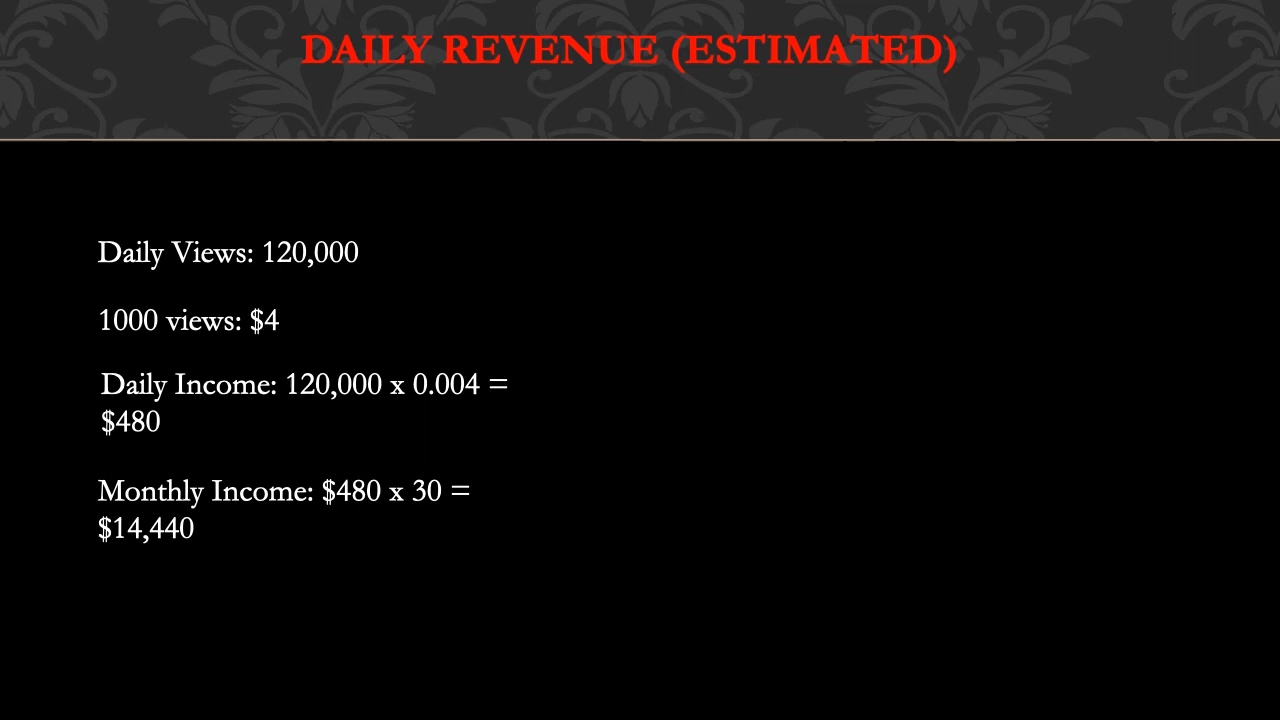 DAILY REVENUE (ESTIMATED)
Daily Views: 120,000
1000 views: $4
Daily Income: 120,000 x 0.004 =
$480
Monthly Income: $480 x 30 =
$14,440